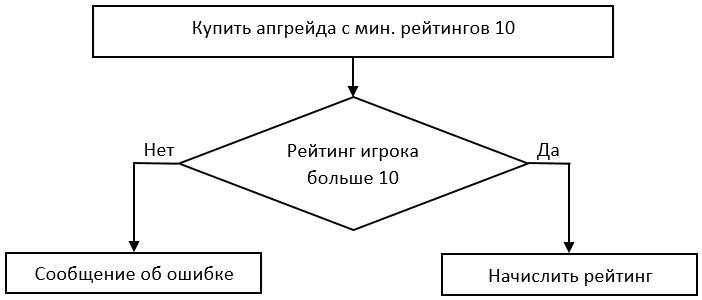 Купить апгрейда с мин. рейтингов 10
Нет
Рейтинг игрока
Да
больше 10
Сообщение об ошибке
Начислить рейтинг